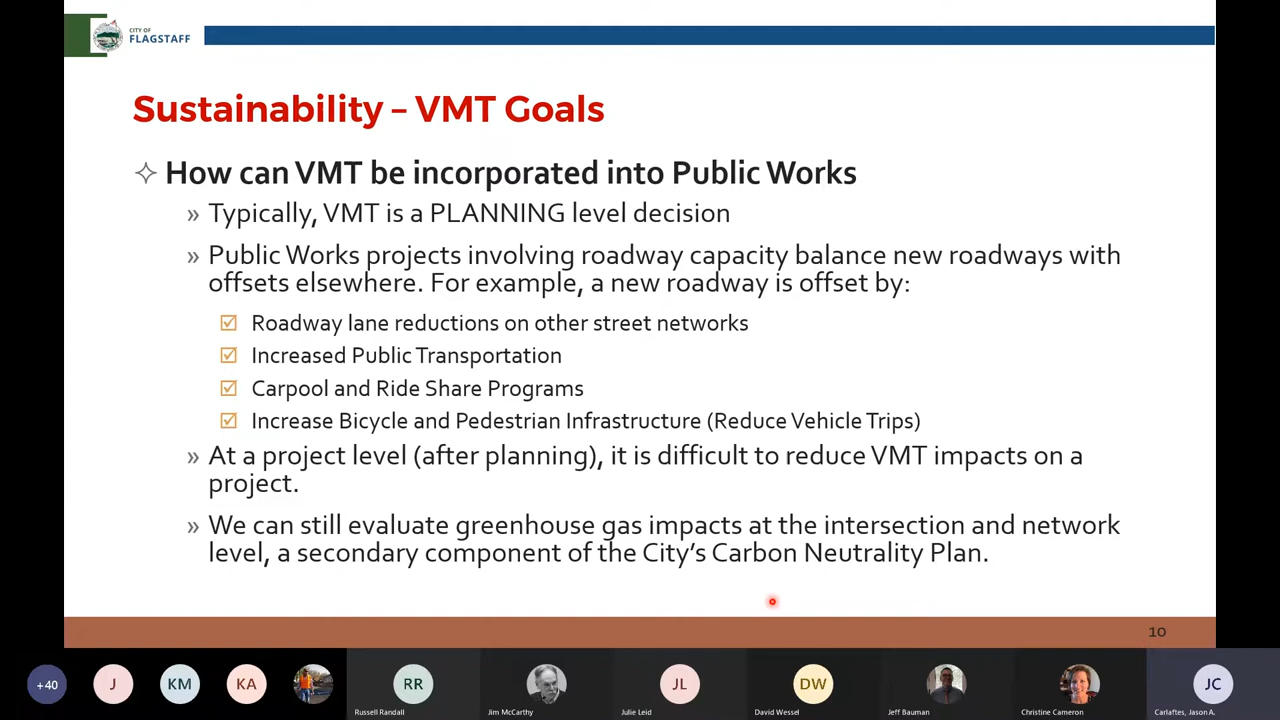 CITY OF
FLAGSTAFF
Sustainability – VMT Goals
How can VMT be incorporated into Public Works
» Typically, VMT is a PLANNING level decision
» Public Works projects involving roadway capacity balance new roadways with
offsets elsewhere. For example, a new roadway is offset by:
Roadway lane reductions on other street networks
Increased Public Transportation
Carpool and Ride Share Programs
Increase Bicycle and Pedestrian Infrastructure (Reduce Vehicle Trips)
» At a project level (after planning), it is difficult to reduce VMT impacts on a
project.
» We can still evaluate greenhouse gas impacts at the intersection and network
level, a secondary component of the City's Carbon Neutrality Plan.
10
+40 J KM KA RR JL DW JC
Russell Randall Jim McCarthy Julie Leid David Wessel Jeff Bauman Christine Cameron Carlaftes, Jason A.